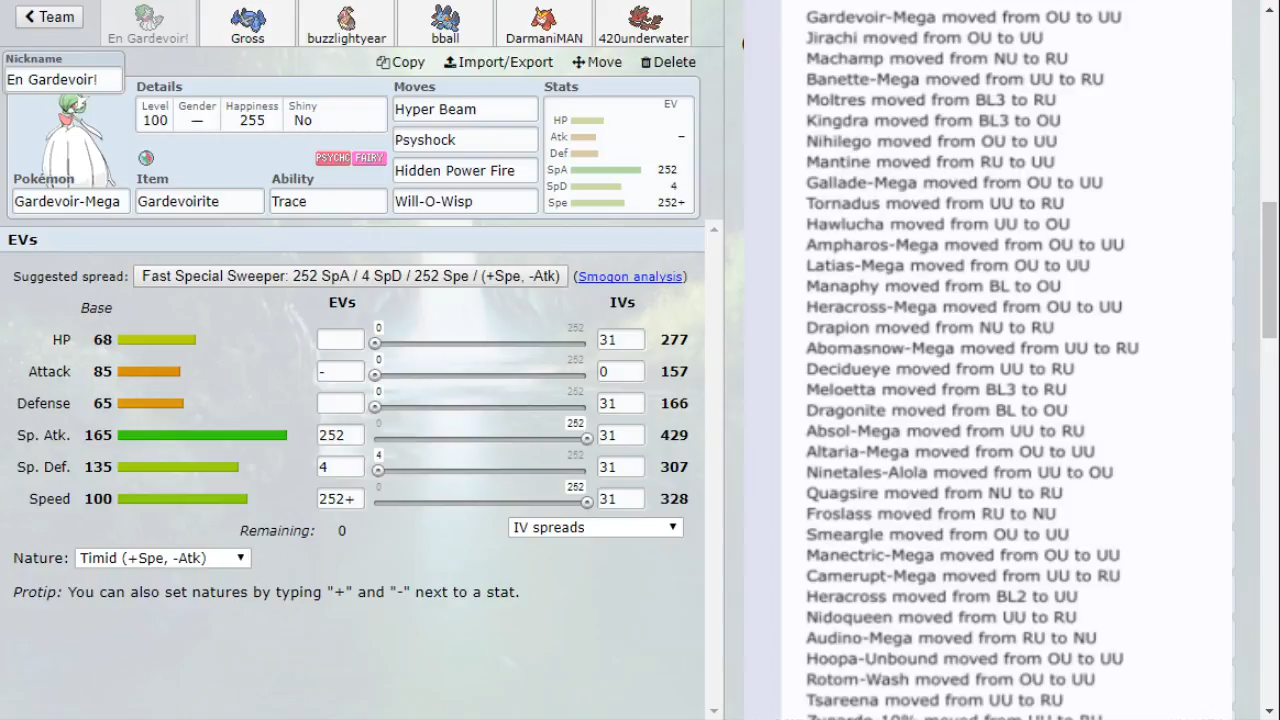 Team
En Gardevoir!
Gross
buzzlightyear
bball
DarmaniMAN
420underwater
Copy
Import/Export
Move
Delete
Nickname
En Gardevoir!
Details
Level
100
Gender
—
Happiness
255
Shiny
No
PSYCHC FAIRY
Pokémon
Gardevoir-Mega
Item
Gardevoirite
Ability
Trace
Moves
Hyper Beam
Psyshock
Hidden Power Fire
Will-O-Wisp
Stats
EV
HP
Atk –
Def
SpA 252
SpD 4
Spe 252+
EVs
Suggested spread: Fast Special Sweeper: 252 SpA / 4 SpD / 252 Spe / (+Spe, -Atk) (Smogon analysis)
Base EVs IVs
HP 68 0 252 31 277
Attack 85 - 0 252 0 157
Defense 65 0 252 31 166
Sp. Atk. 165 252 0 252 31 429
Sp. Def. 135 4 4 252 31 307
Speed 100 252+ 0 252 31 328
Remaining: 0
IV spreads
Nature: Timid (+Spe, -Atk)
Protip: You can also set natures by typing "+" and "-" next to a stat.
Gardevoir-Mega moved from OU to UU
Jirachi moved from OU to UU
Machamp moved from NU to RU
Banette-Mega moved from UU to RU
Moltres moved from BL3 to RU
Kingdra moved from BL3 to OU
Nihilego moved from OU to UU
Mantine moved from RU to UU
Gallade-Mega moved from OU to UU
Tornadus moved from UU to RU
Hawlucha moved from UU to OU
Ampharos-Mega moved from OU to UU
Latias-Mega moved from OU to UU
Manaphy moved from BL to OU
Heracross-Mega moved from OU to UU
Drapion moved from NU to RU
Abomasnow-Mega moved from UU to RU
Decidueye moved from UU to RU
Meloetta moved from BL3 to RU
Dragonite moved from BL to OU
Absol-Mega moved from UU to RU
Altaria-Mega moved from OU to UU
Ninetales-Alola moved from UU to OU
Quagsire moved from NU to RU
Froslass moved from RU to NU
Smeargle moved from OU to UU
Manectric-Mega moved from OU to UU
Camerupt-Mega moved from UU to RU
Heracross moved from BL2 to UU
Nidoqueen moved from UU to RU
Audino-Mega moved from RU to NU
Hoopa-Unbound moved from OU to UU
Rotom-Wash moved from OU to UU
Tsareena moved from UU to RU
Zygarde-10% moved from UU to RU